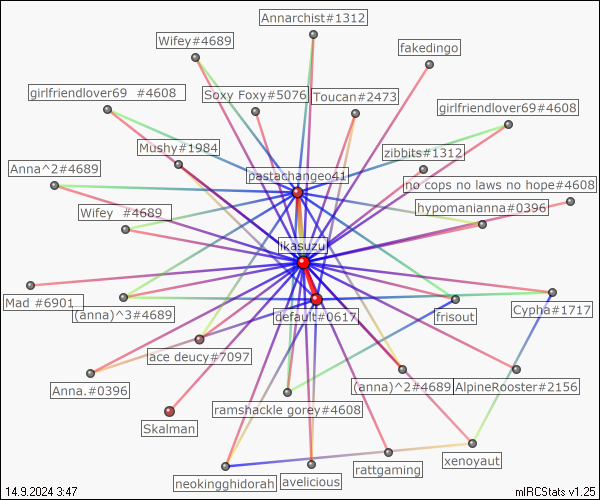 Annarchist#1312
Wifey#4689
fakedingo
girlfriendlover69  #4608
Soxy Foxy#5076
Toucan#2473
girlfriendlover69#4608
Mushy#1984
zibbits#1312
Anna^2#4689
pastachangeo41
no cops no laws no hope#4608
Wifey  #4689
hypomanianna#0396
ikasuzu
Mad #6901
(anna)^3#4689
default#0617
frisout
Cypha#1717
ace deucy#7097
Anna.#0396
(anna)^2#4689
AlpineRooster#2156
ramshackle gorey#4608
Skalman
xenoyaut
rattgaming
neokingghidorah
avelicious
14.9.2024 3:47
mIRCStats v1.25